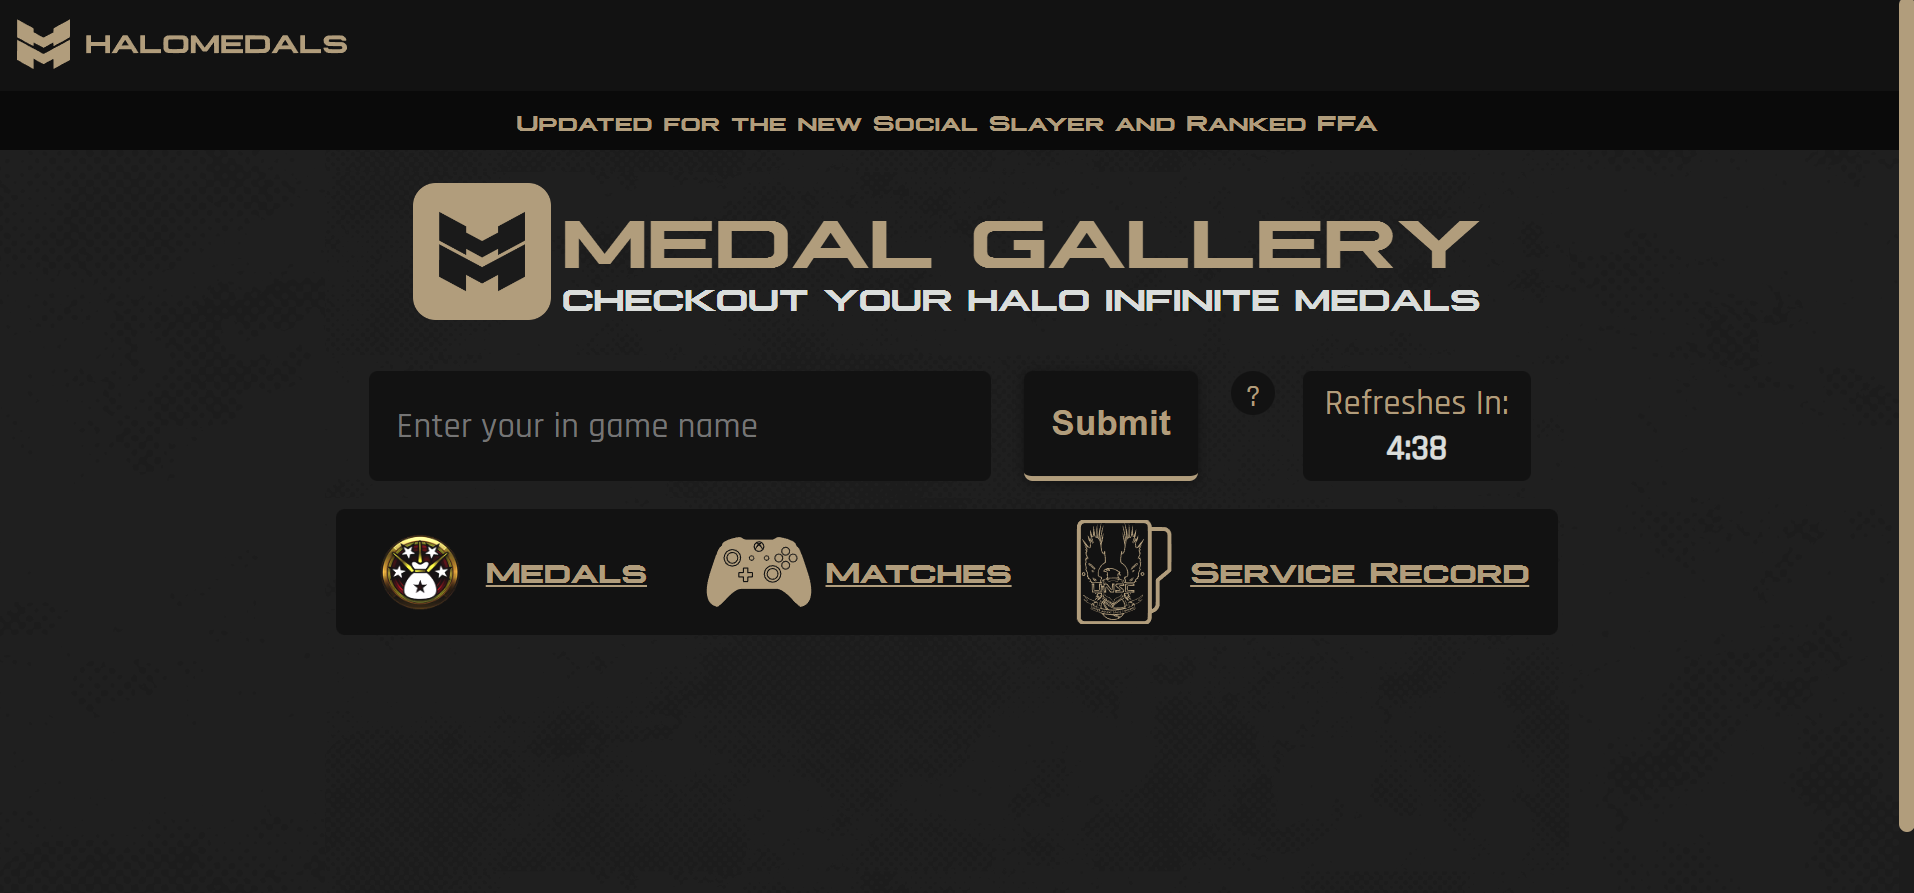 HALOMEDALS
Updated for the new Social Slayer and Ranked FFA
MEDAL GALLERY
CHECKOUT YOUR HALO INFINITE MEDALS
Enter your in game name
Submit
?
Refreshes In:
4:38
Medals
Matches
UNSC
Service Record